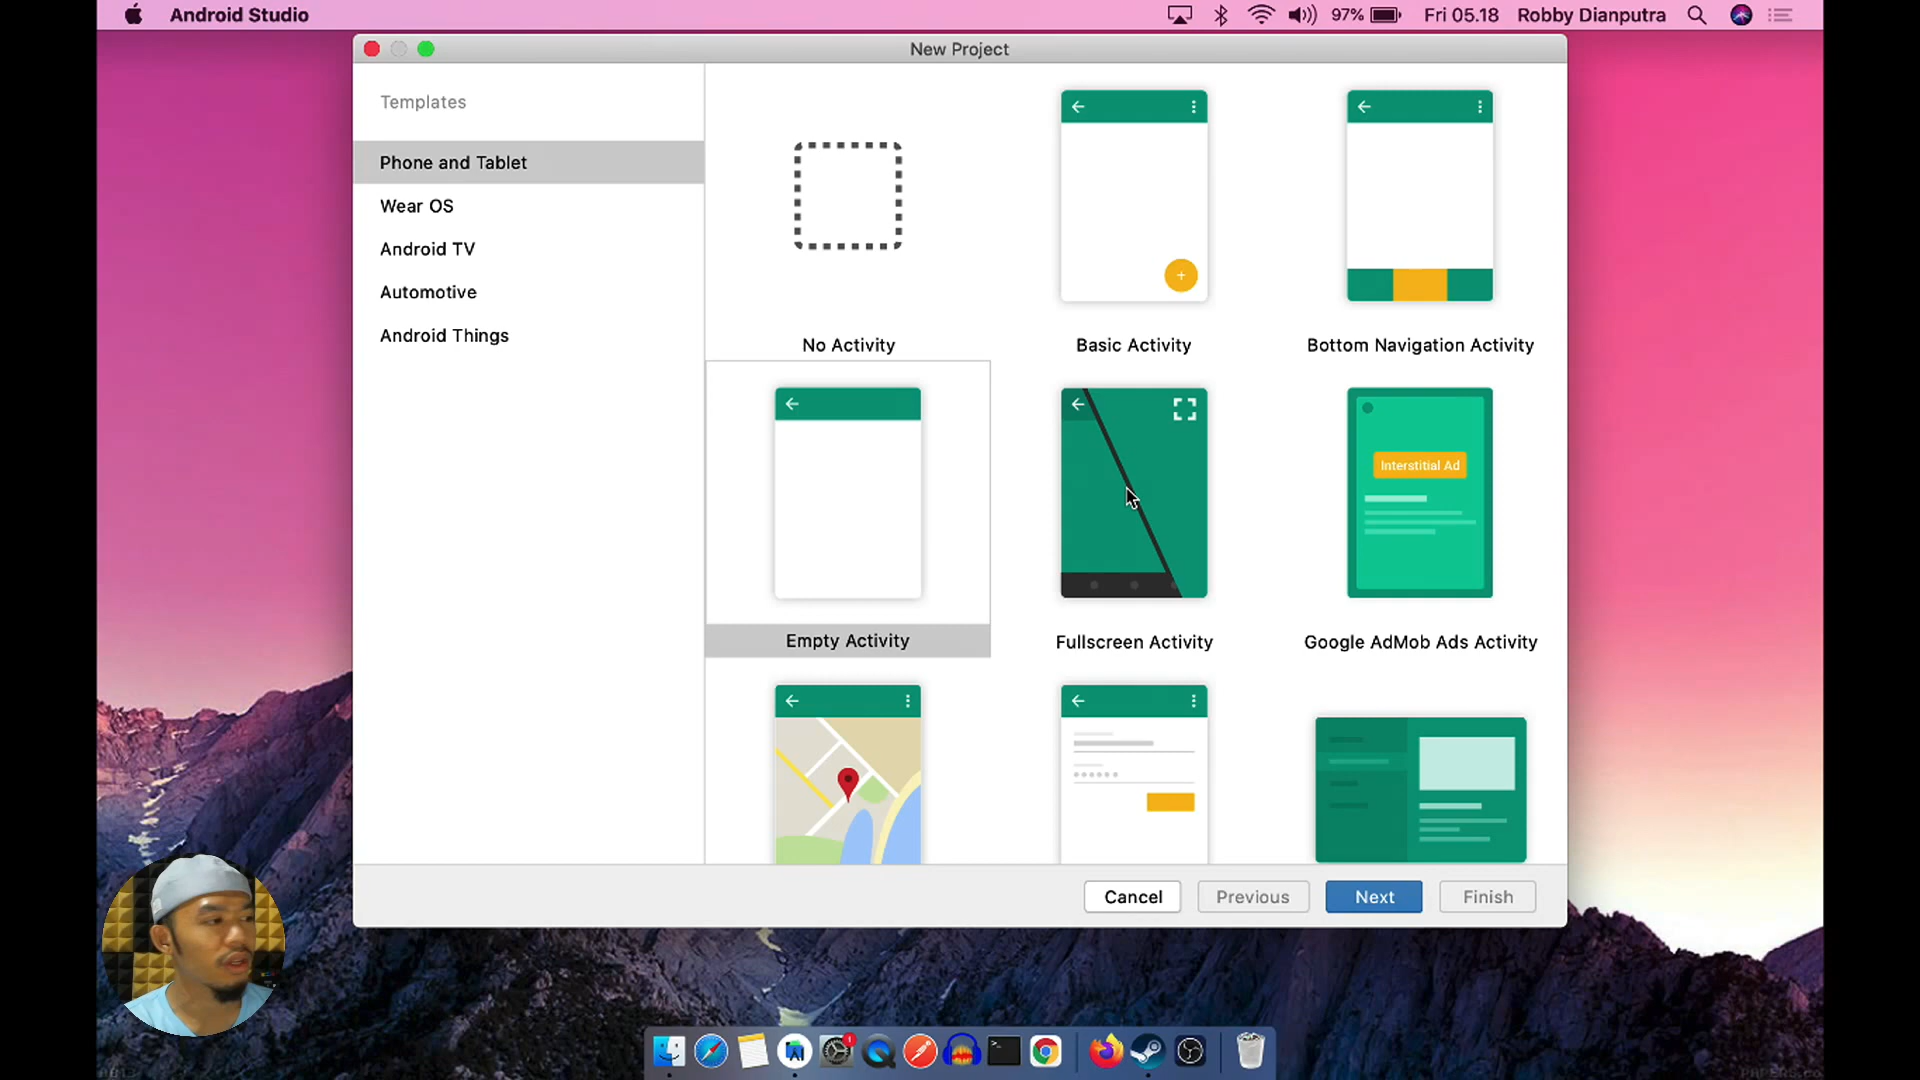 Android Studio
97%
Fri 05.18
Robby Dianputra
New Project
Templates
Phone and Tablet
Wear OS
Android TV
Automotive
Android Things
No Activity
Basic Activity
Bottom Navigation Activity
Interstitial Ad
Empty Activity
Fullscreen Activity
Google AdMob Ads Activity
Cancel
Previous
Next
Finish
1